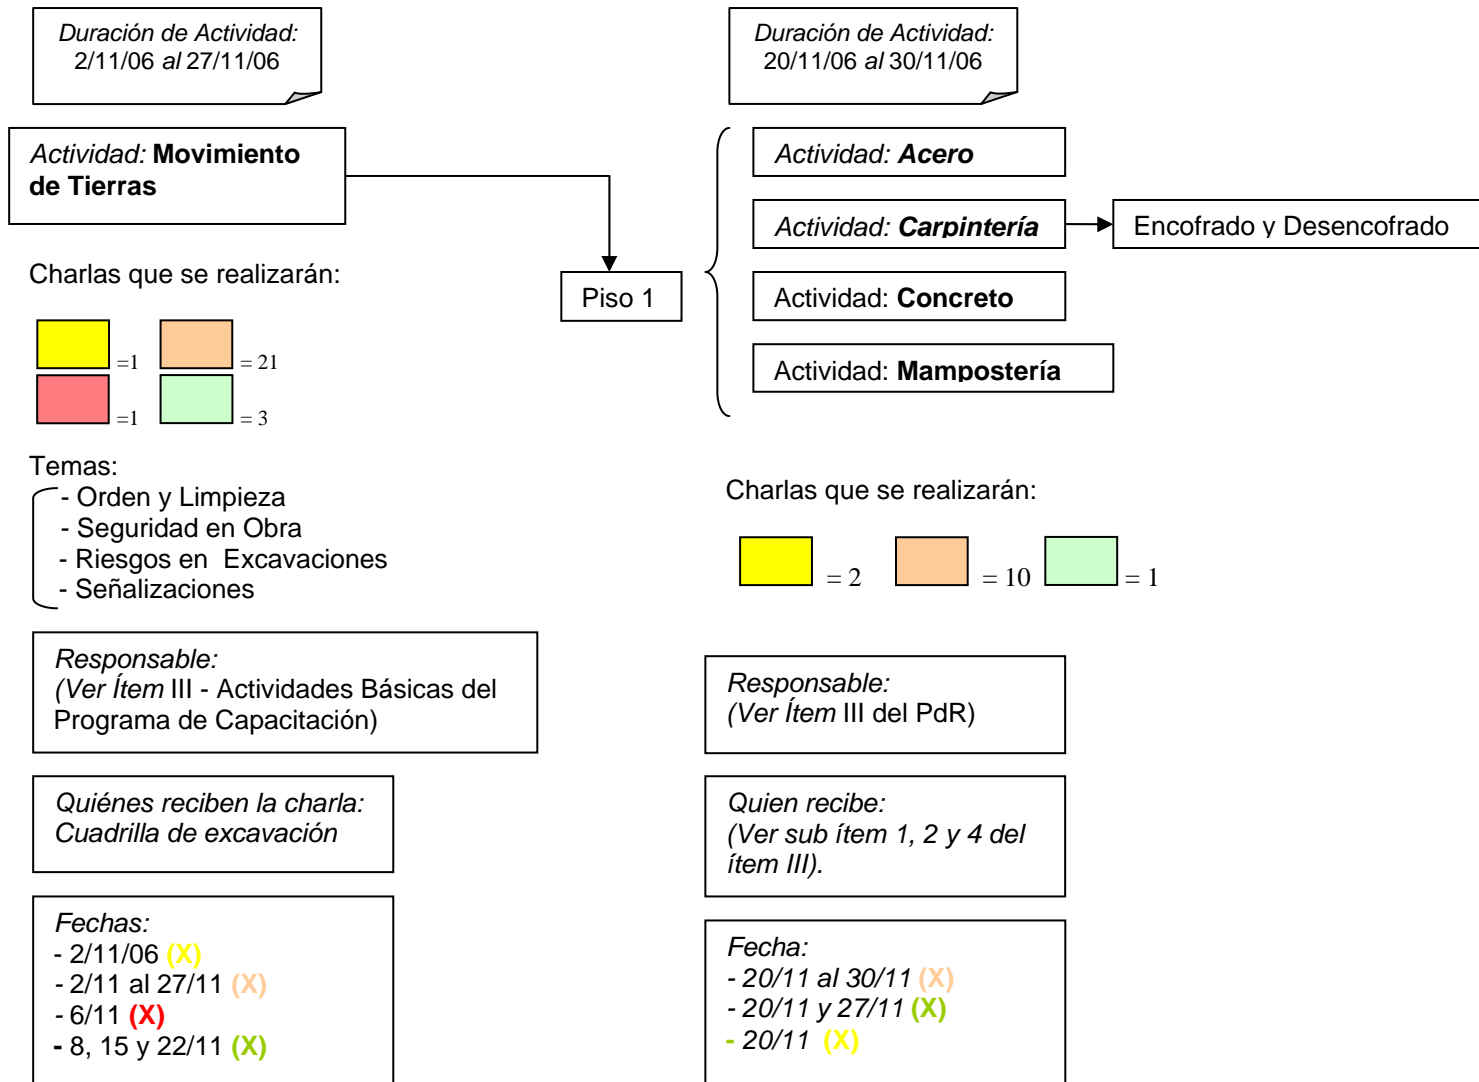 Duración de Actividad:
2/11/06 al 27/11/06
Actividad: Movimiento
de Tierras
Charlas que se realizarán:
=1
= 21
=1
= 3
Temas:
- Orden y Limpieza
- Seguridad en Obra
- Riesgos en Excavaciones
- Señalizaciones
Responsable:
(Ver Ítem III - Actividades Básicas del
Programa de Capacitación)
Quiénes reciben la charla:
Cuadrilla de excavación
Fechas:
- 2/11/06 (X)
- 2/11 al 27/11 (X)
- 6/11 (X)
- 8, 15 y 22/11 (X)
Piso 1
Duración de Actividad:
20/11/06 al 30/11/06
Actividad: Acero
Actividad: Carpintería
Encofrado y Desencofrado
Actividad: Concreto
Actividad: Mampostería
Charlas que se realizarán:
= 2
= 10
= 1
Responsable:
(Ver Ítem III del PdR)
Quien recibe:
(Ver sub ítem 1, 2 y 4 del
ítem III).
Fecha:
- 20/11 al 30/11 (X)
- 20/11 y 27/11 (X)
- 20/11 (X)